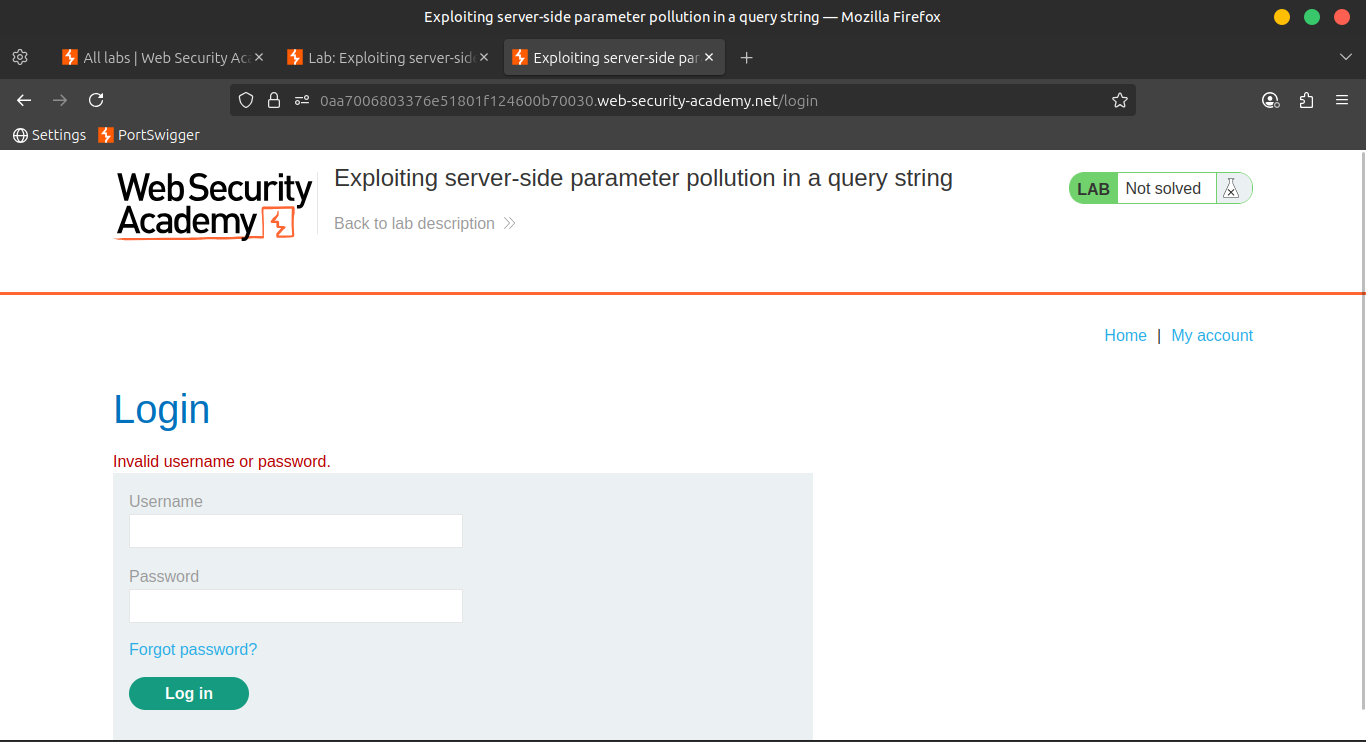 Exploiting server-side parameter pollution in a query string — Mozilla Firefox
All labs | Web Security Ac
Lab: Exploiting server-sid
Exploiting server-side par
0aa7006803376e51801f124600b70030.web-security-academy.net/login
Settings
PortSwigger
Web Security
Academy
Exploiting server-side parameter pollution in a query string
Back to lab description
LAB Not solved
Home | My account
Login
Invalid username or password.
Username
Password
Forgot password?
Log in